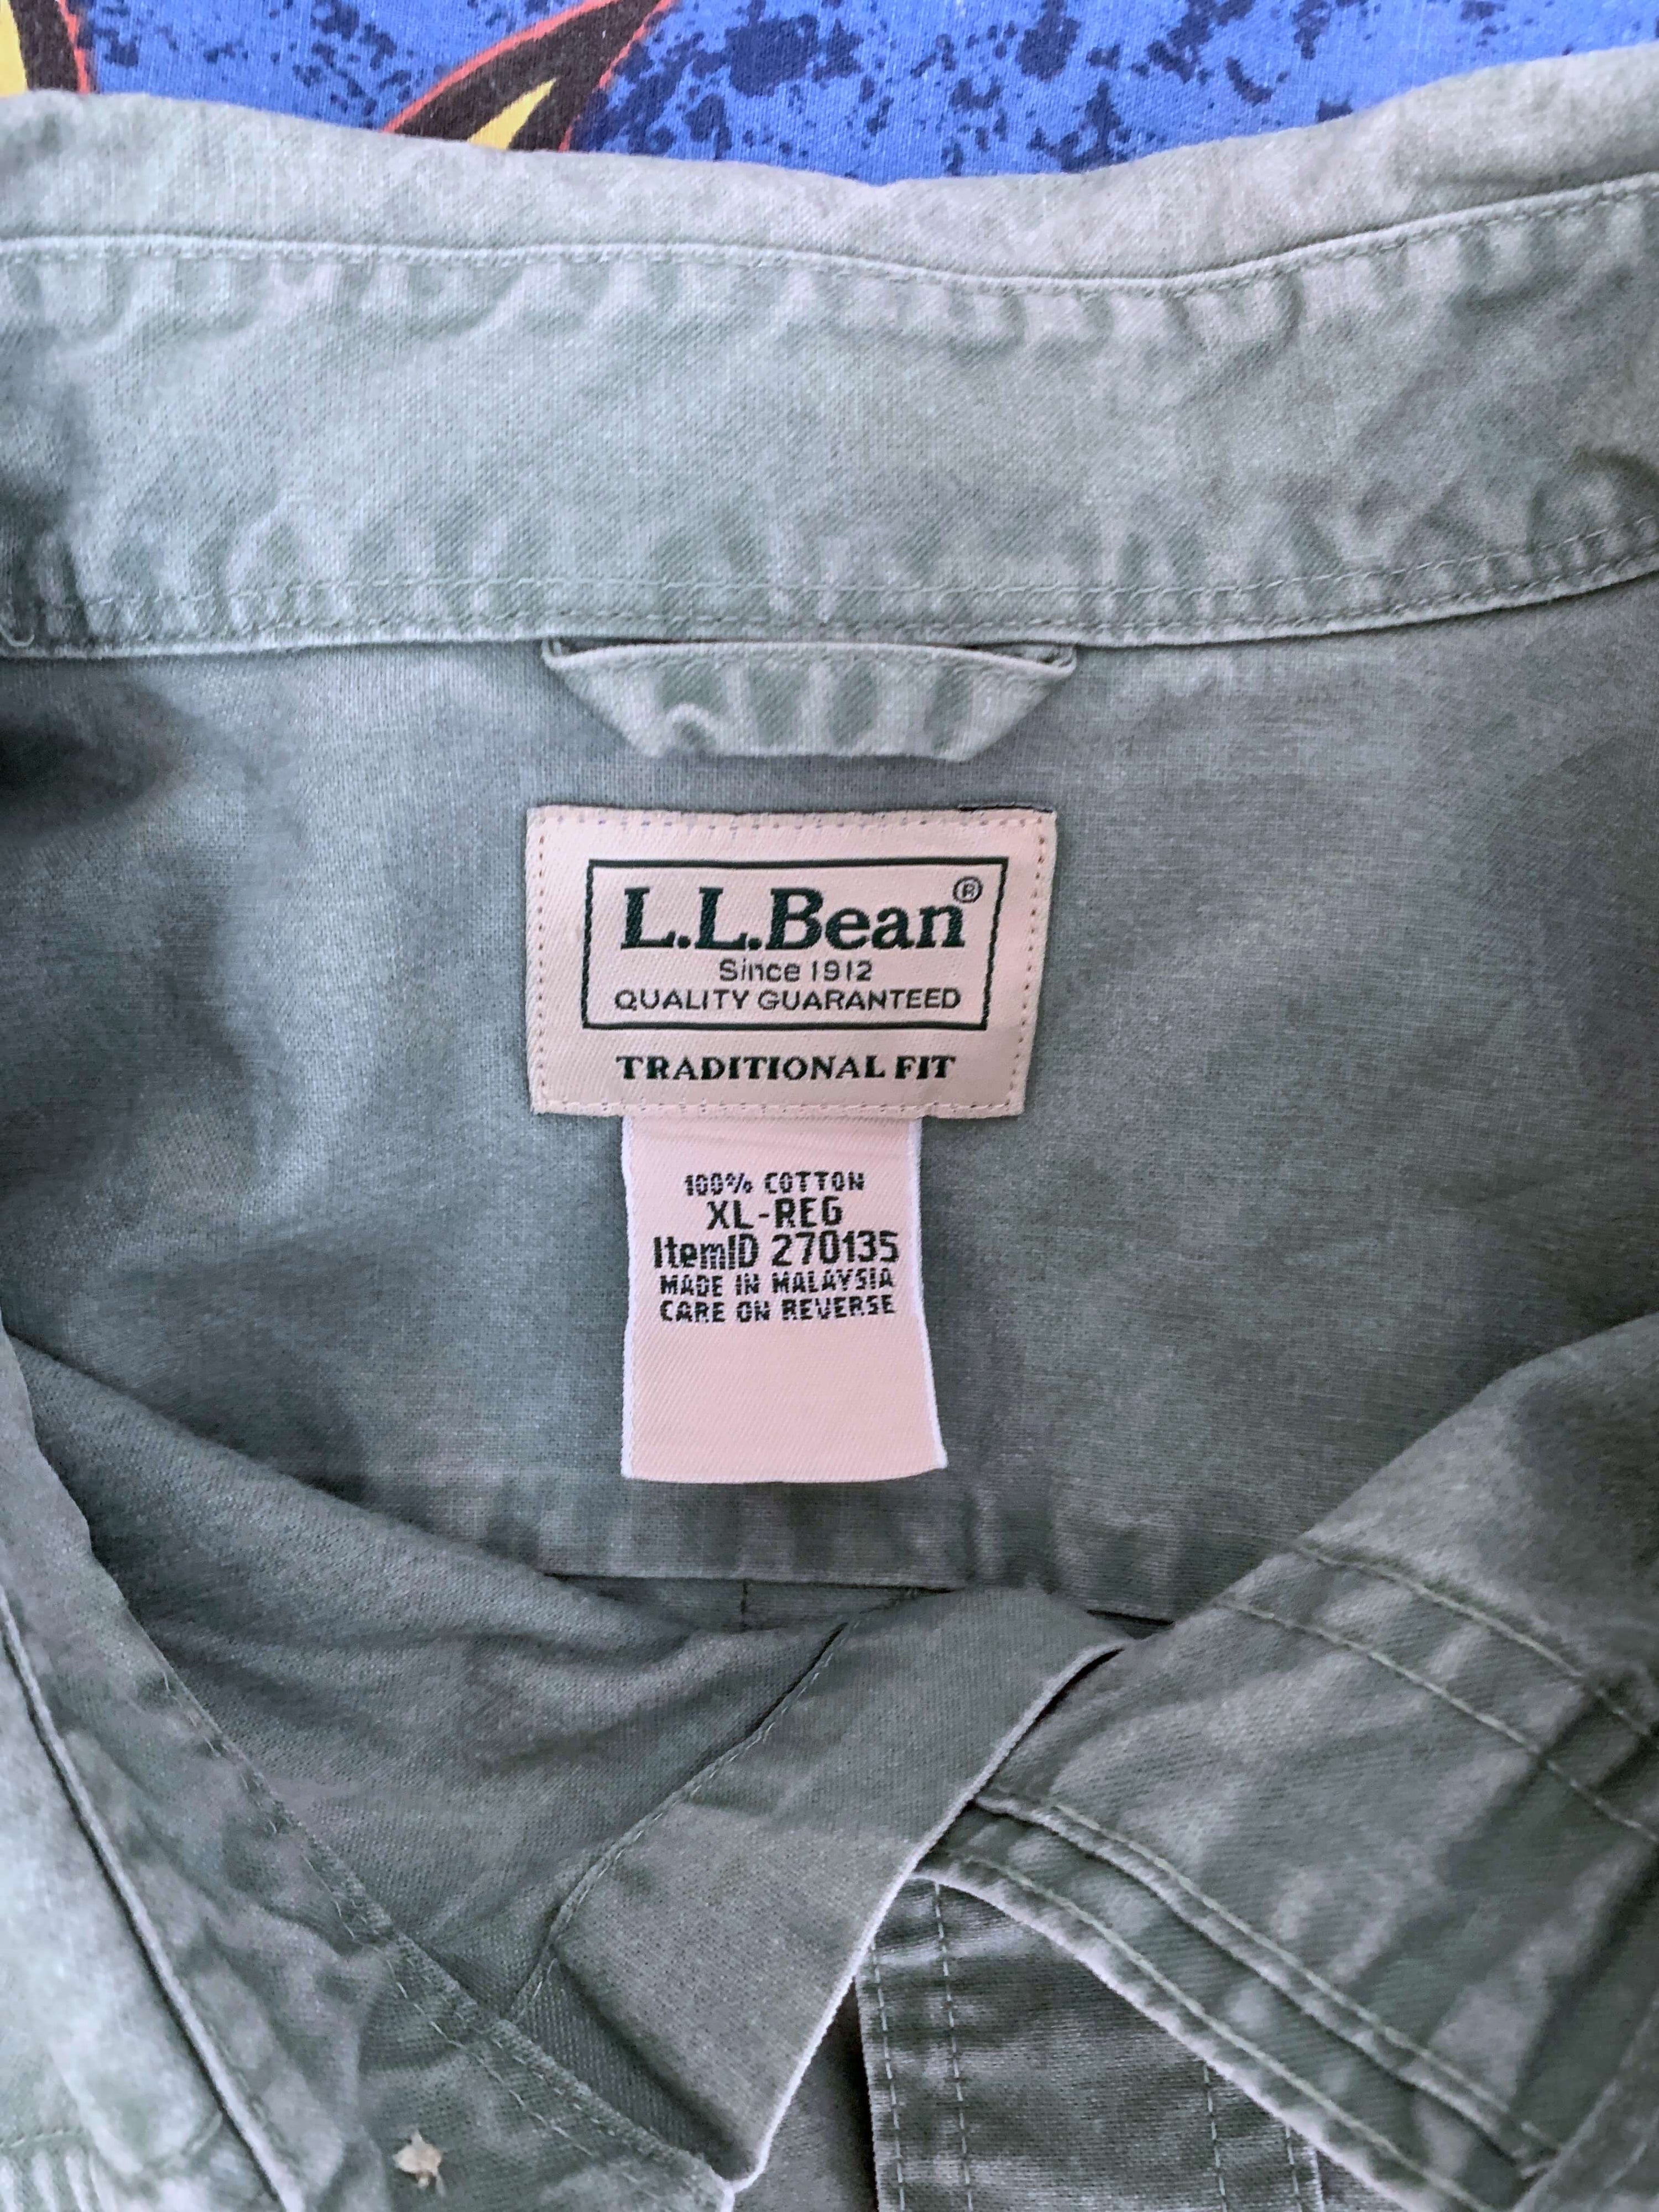 L.L.Bean®
Since 1912
QUALITY GUARANTEED
TRADITIONAL FIT
100% COTTON
XL-REG
ItemID 270135
MADE IN MALAYSIA
CARE ON REVERSE